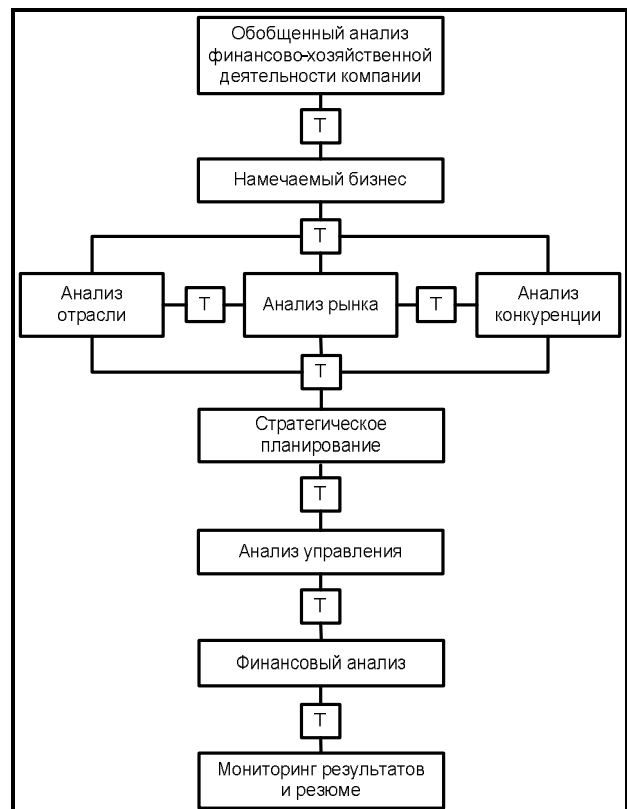 Обобщенный анализ
финансово-хозяйственной
деятельности компании
Т
Намечаемый бизнес
Т
Анализ
отрасли
Т
Анализ рынка
Т
Анализ
конкуренции
Т
Стратегическое
планирование
Т
Анализ управления
Т
Финансовый анализ
Т
Мониторинг результатов
и резюме